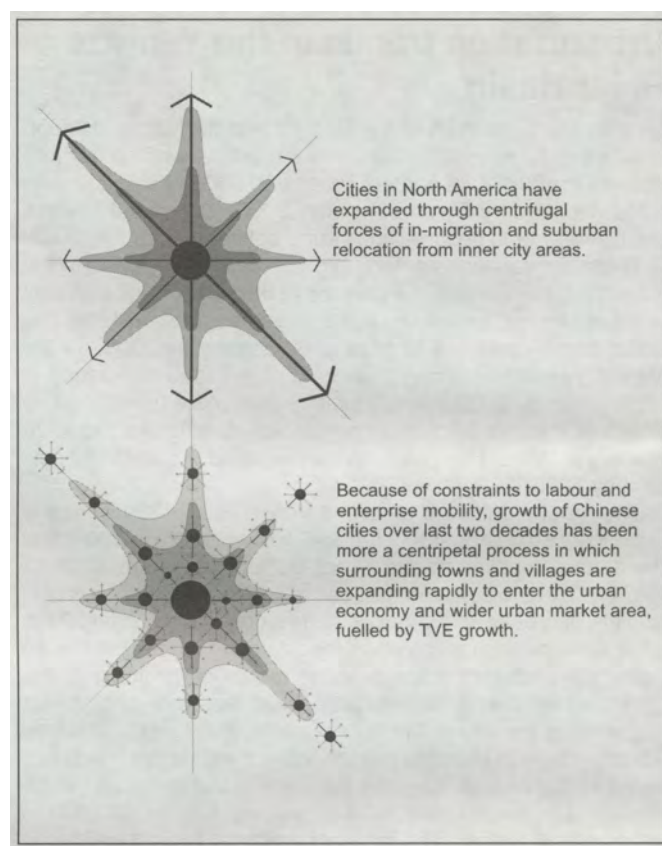 Cities in North America have
expanded through centrifugal
forces of in-migration and suburban
relocation from inner city areas.
Because of constraints to labour and
enterprise mobility, growth of Chinese
cities over last two decades has been
more a centripetal process in which
surrounding towns and villages are
expanding rapidly to enter the urban
economy and wider urban market area,
fuelled by TVE growth.